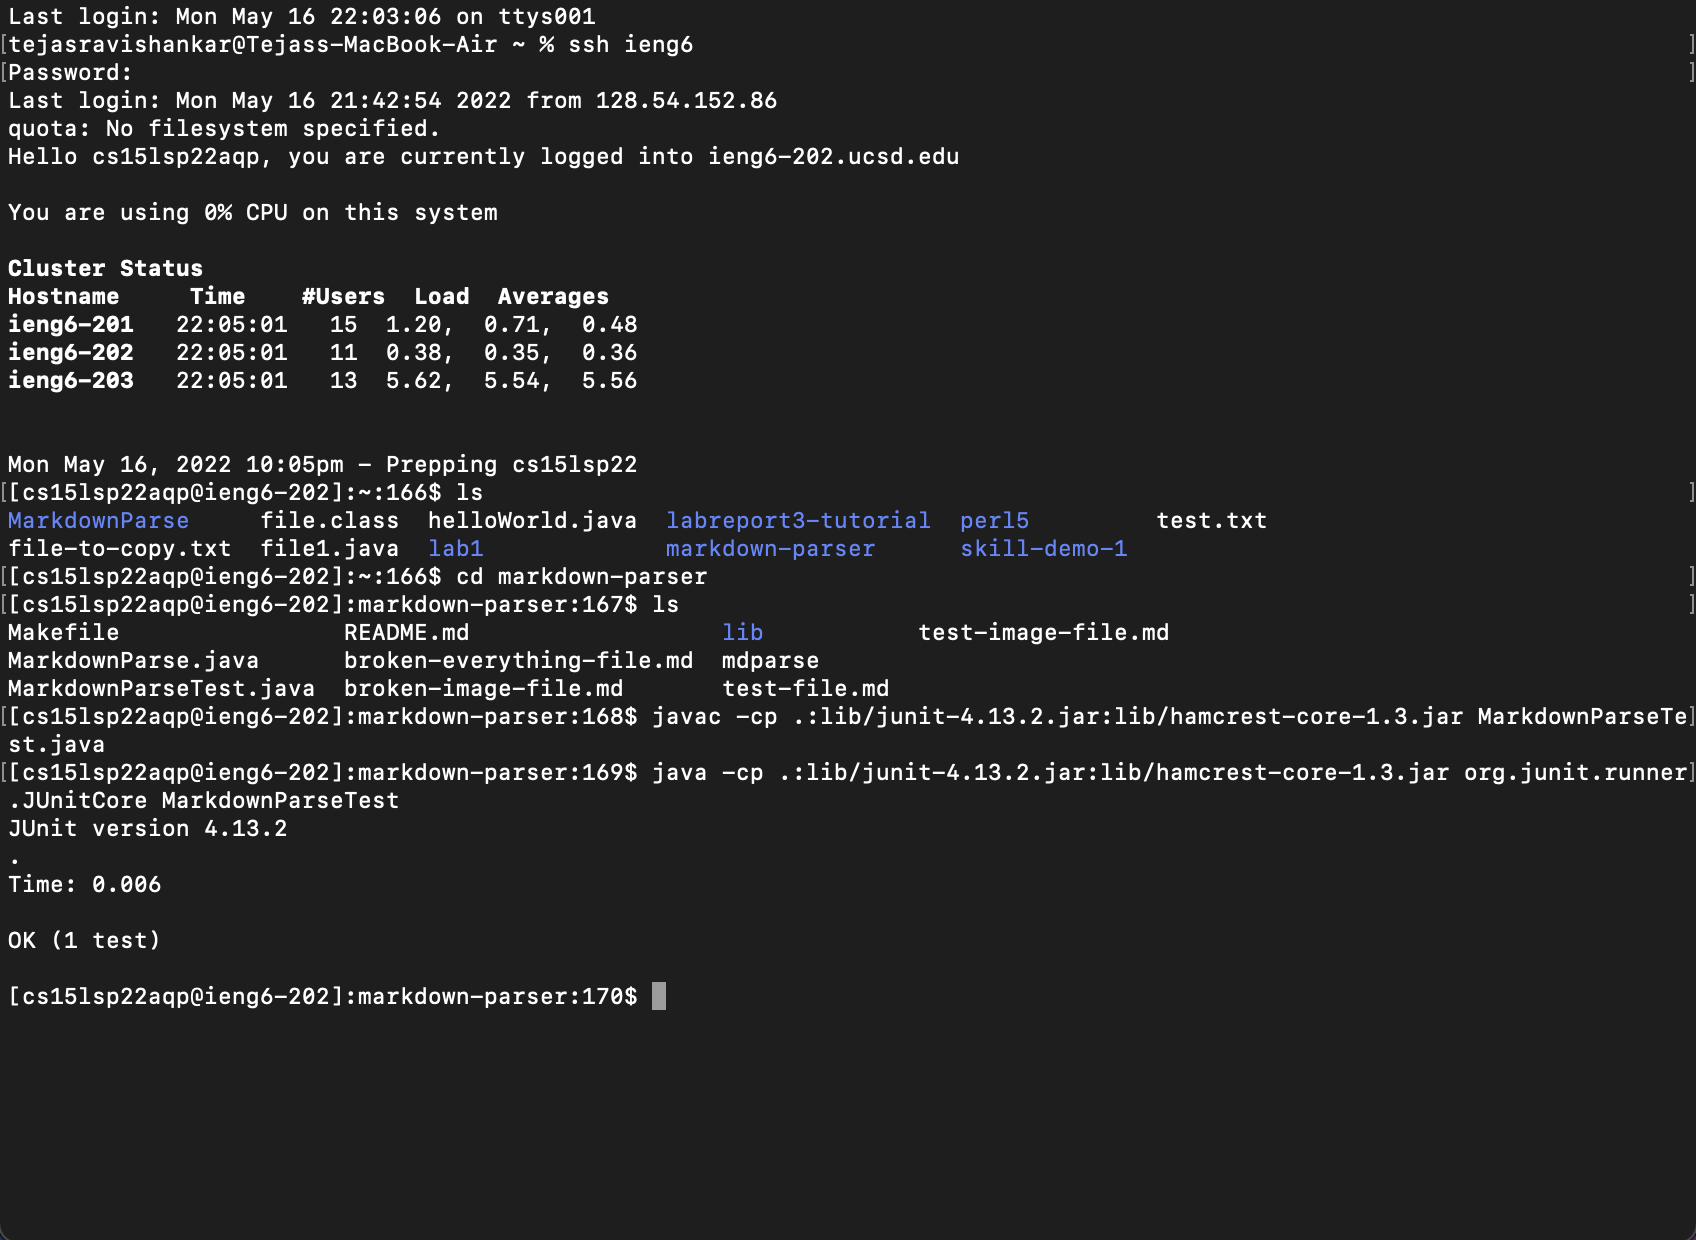 Last login: Mon May 16 22:03:06 on ttys001
[tejasravishankar@Tejass-MacBook-Air ~ % ssh ieng6 ]
[Password: ]
Last login: Mon May 16 21:42:54 2022 from 128.54.152.86
quota: No filesystem specified.
Hello cs15lsp22aqp, you are currently logged into ieng6-202.ucsd.edu
You are using 0% CPU on this system
Cluster Status
Hostname     Time    #Users  Load  Averages
ieng6-201   22:05:01   15  1.20,  0.71,  0.48
ieng6-202   22:05:01   11  0.38,  0.35,  0.36
ieng6-203   22:05:01   13  5.62,  5.54,  5.56
Mon May 16, 2022 10:05pm - Prepping cs15lsp22
[[cs15lsp22aqp@ieng6-202]:~:166$ ls ]
MarkdownParse     file.class  helloWorld.java  labreport3-tutorial  perl5         test.txt
file-to-copy.txt  file1.java  lab1             markdown-parser      skill-demo-1
[[cs15lsp22aqp@ieng6-202]:~:166$ cd markdown-parser ]
[[cs15lsp22aqp@ieng6-202]:markdown-parser:167$ ls ]
Makefile                README.md                  lib           test-image-file.md
MarkdownParse.java      broken-everything-file.md  mdparse
MarkdownParseTest.java  broken-image-file.md       test-file.md
[[cs15lsp22aqp@ieng6-202]:markdown-parser:168$ javac -cp .:lib/junit-4.13.2.jar:lib/hamcrest-core-1.3.jar MarkdownParseTe]
st.java
[[cs15lsp22aqp@ieng6-202]:markdown-parser:169$ java -cp .:lib/junit-4.13.2.jar:lib/hamcrest-core-1.3.jar org.junit.runner]
.JUnitCore MarkdownParseTest
JUnit version 4.13.2
.
Time: 0.006
OK (1 test)
[cs15lsp22aqp@ieng6-202]:markdown-parser:170$